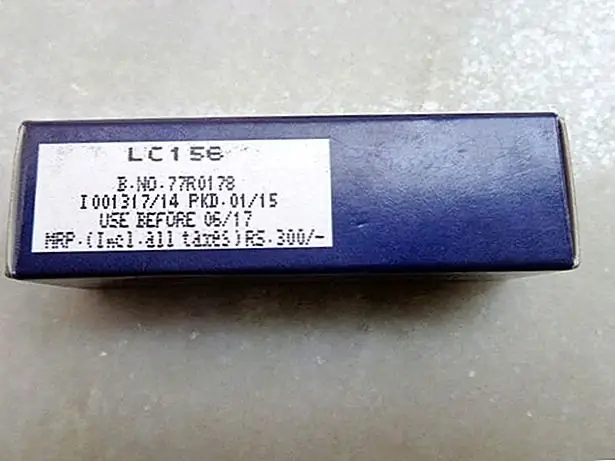 LC156
B.NO.77R0178
I001317/14 PKD.01/15
USE BEFORE 06/17
MRP.(Incl.all taxes)RS.300/-